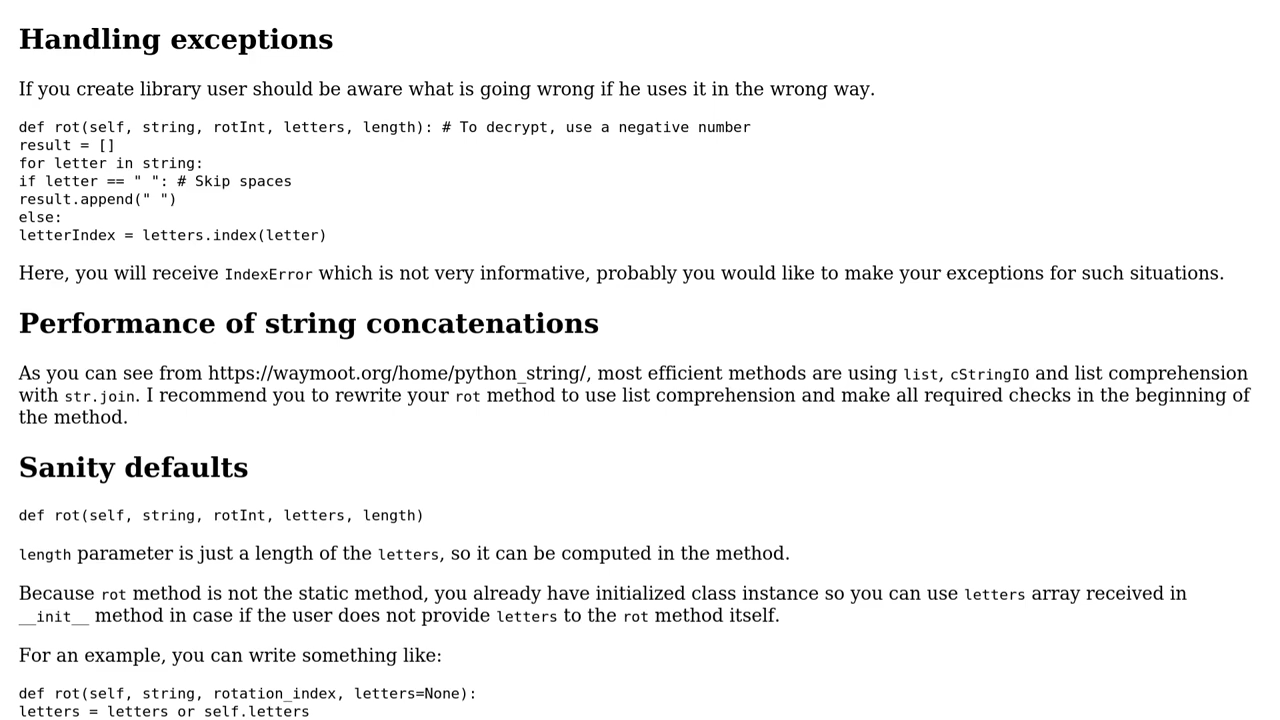 Handling exceptions
If you create library user should be aware what is going wrong if he uses it in the wrong way.
def rot(self, string, rotInt, letters, length): # To decrypt, use a negative number
result = []
for letter in string:
if letter == " ": # Skip spaces
result.append(" ")
else:
letterIndex = letters.index(letter)
Here, you will receive IndexError which is not very informative, probably you would like to make your exceptions for such situations.
Performance of string concatenations
As you can see from https://waymoot.org/home/python_string/, most efficient methods are using list, cStringIO and list comprehension
with str.join. I recommend you to rewrite your rot method to use list comprehension and make all required checks in the beginning of
the method.
Sanity defaults
def rot(self, string, rotInt, letters, length)
length parameter is just a length of the letters, so it can be computed in the method.
Because rot method is not the static method, you already have initialized class instance so you can use letters array received in
__init__ method in case if the user does not provide letters to the rot method itself.
For an example, you can write something like:
def rot(self, string, rotation_index, letters=None):
letters = letters or self.letters